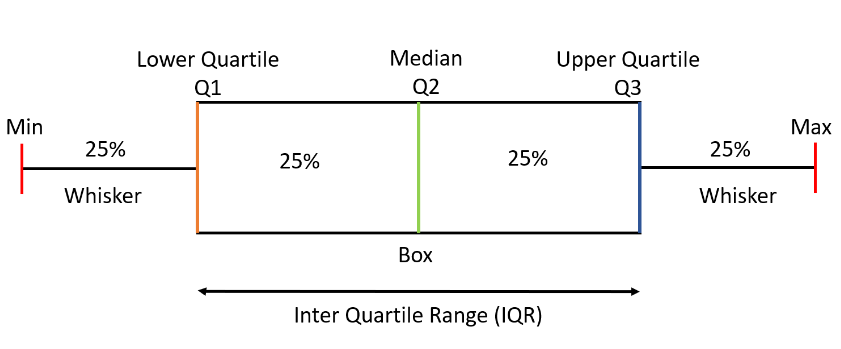 Lower Quartile
Q1
Median
Q2
Upper Quartile
Q3
Min
Max
25%
25%
25%
25%
Whisker
Whisker
Box
Inter Quartile Range (IQR)